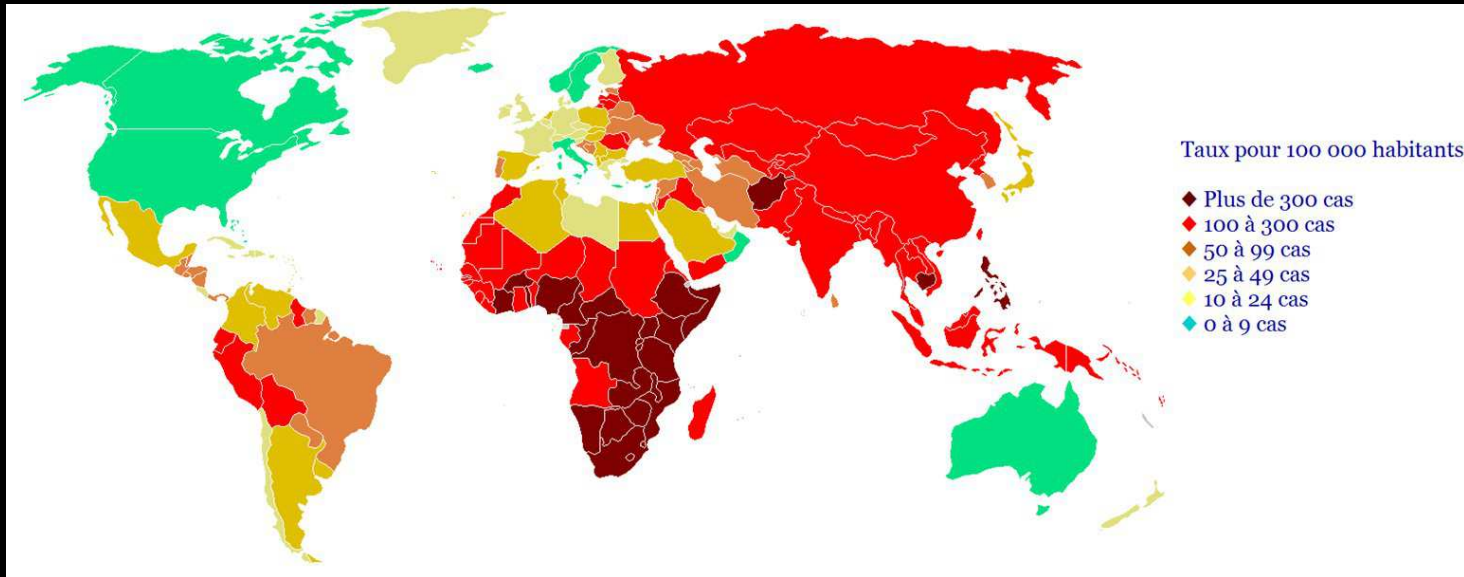 Taux pour 100 000 habitants
Plus de 300 cas
100 à 300 cas
50 à 99 cas
25 à 49 cas
10 à 24 cas
0 à 9 cas